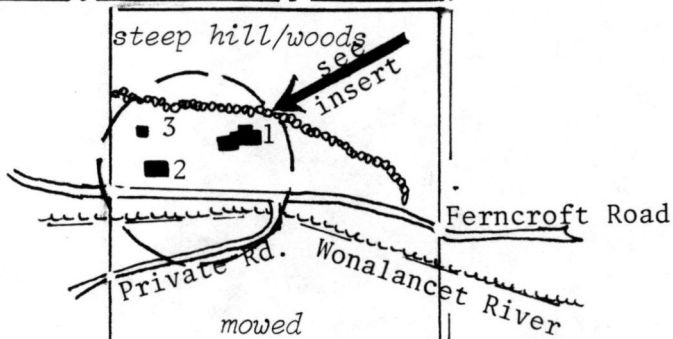 steep hill/woods
see
insert
3
1
2
Ferncroft Road
Private Rd.
Wonalancet River
mowed